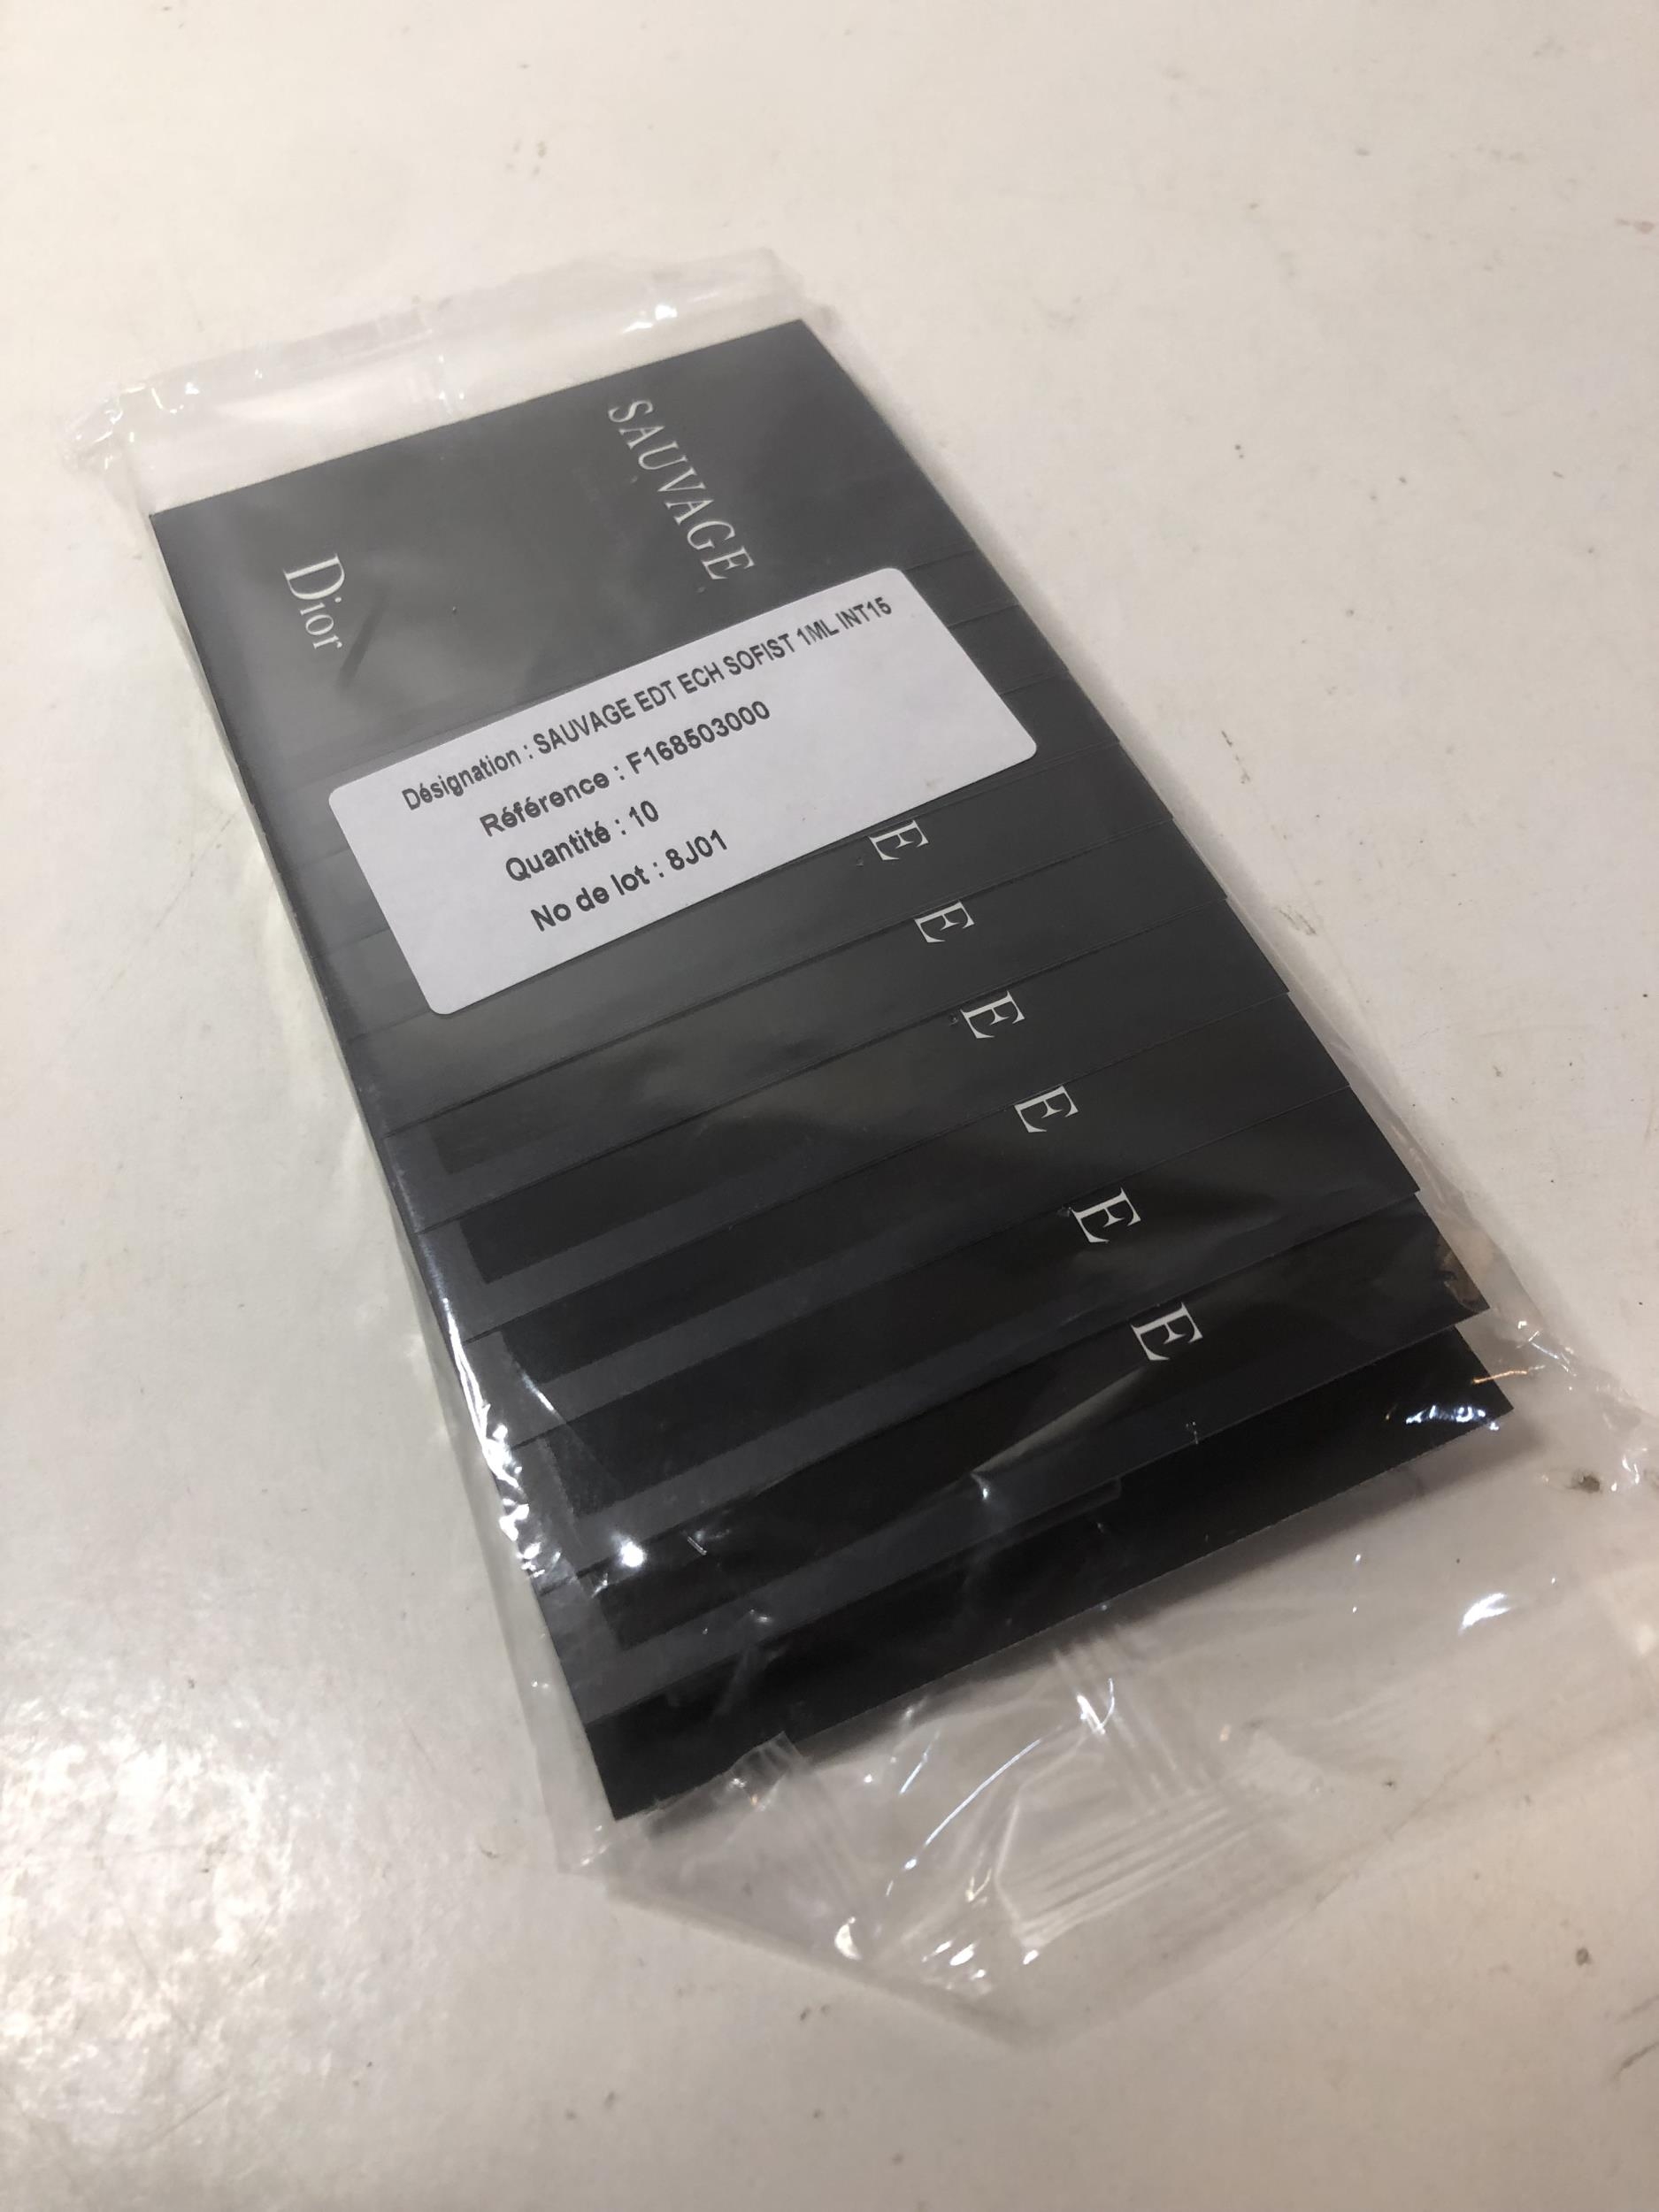 SAUVAGE
Dior
Désignation : SAUVAGE EDT ECH SOFIST 1ML INT15
Référence : F168503000
Quantité : 10
No de lot : 8J01
E
E
E
E
E
E